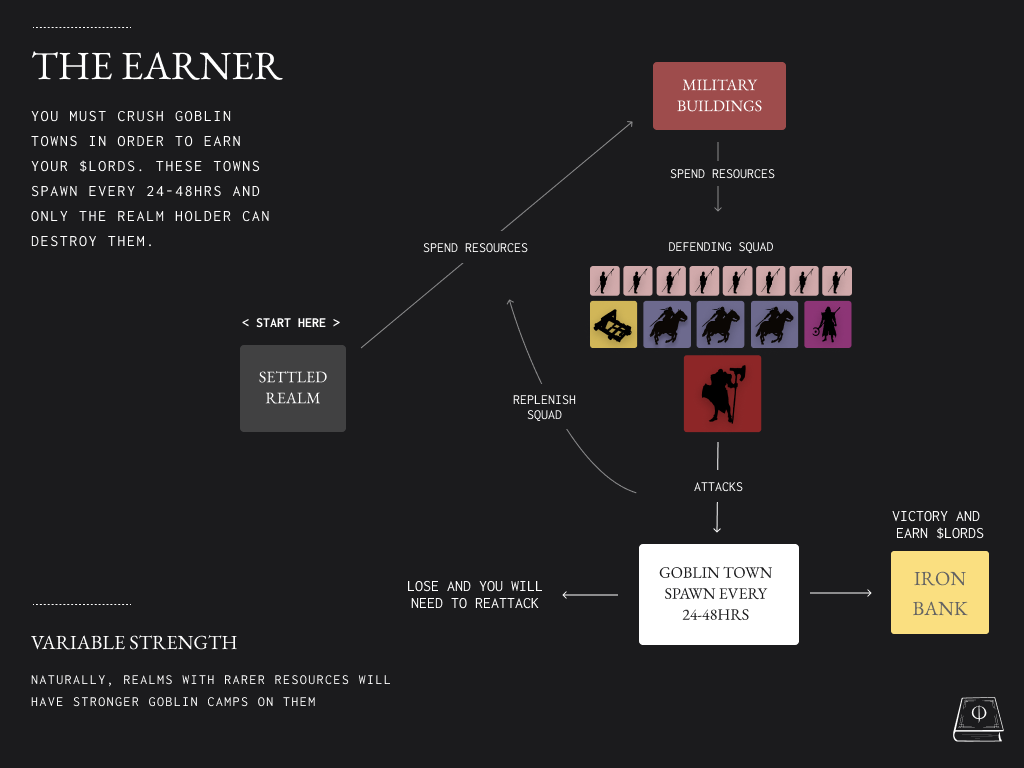 THE EARNER
YOU MUST CRUSH GOBLIN
TOWNS IN ORDER TO EARN
YOUR $LORDS. THESE TOWNS
SPAWN EVERY 24-48HRS AND
ONLY THE REALM HOLDER CAN
DESTROY THEM.
MILITARY
BUILDINGS
SPEND RESOURCES
SPEND RESOURCES
DEFENDING SQUAD
< START HERE >
SETTLED
REALM
REPLENISH
SQUAD
ATTACKS
VICTORY AND
EARN $LORDS
GOBLIN TOWN
SPAWN EVERY
24-48HRS
IRON
BANK
LOSE AND YOU WILL
NEED TO REATTACK
VARIABLE STRENGTH
NATURALLY, REALMS WITH RARER RESOURCES WILL
HAVE STRONGER GOBLIN CAMPS ON THEM